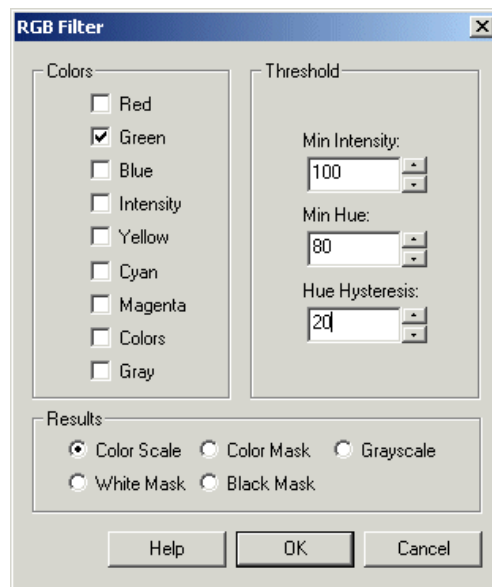 RGB Filter
Colors
Red
Green
Blue
Intensity
Yellow
Cyan
Magenta
Colors
Gray
Threshold
Min Intensity:
100
Min Hue:
80
Hue Hysteresis:
20
Results
Color Scale Color Mask Grayscale
White Mask Black Mask
Help OK Cancel